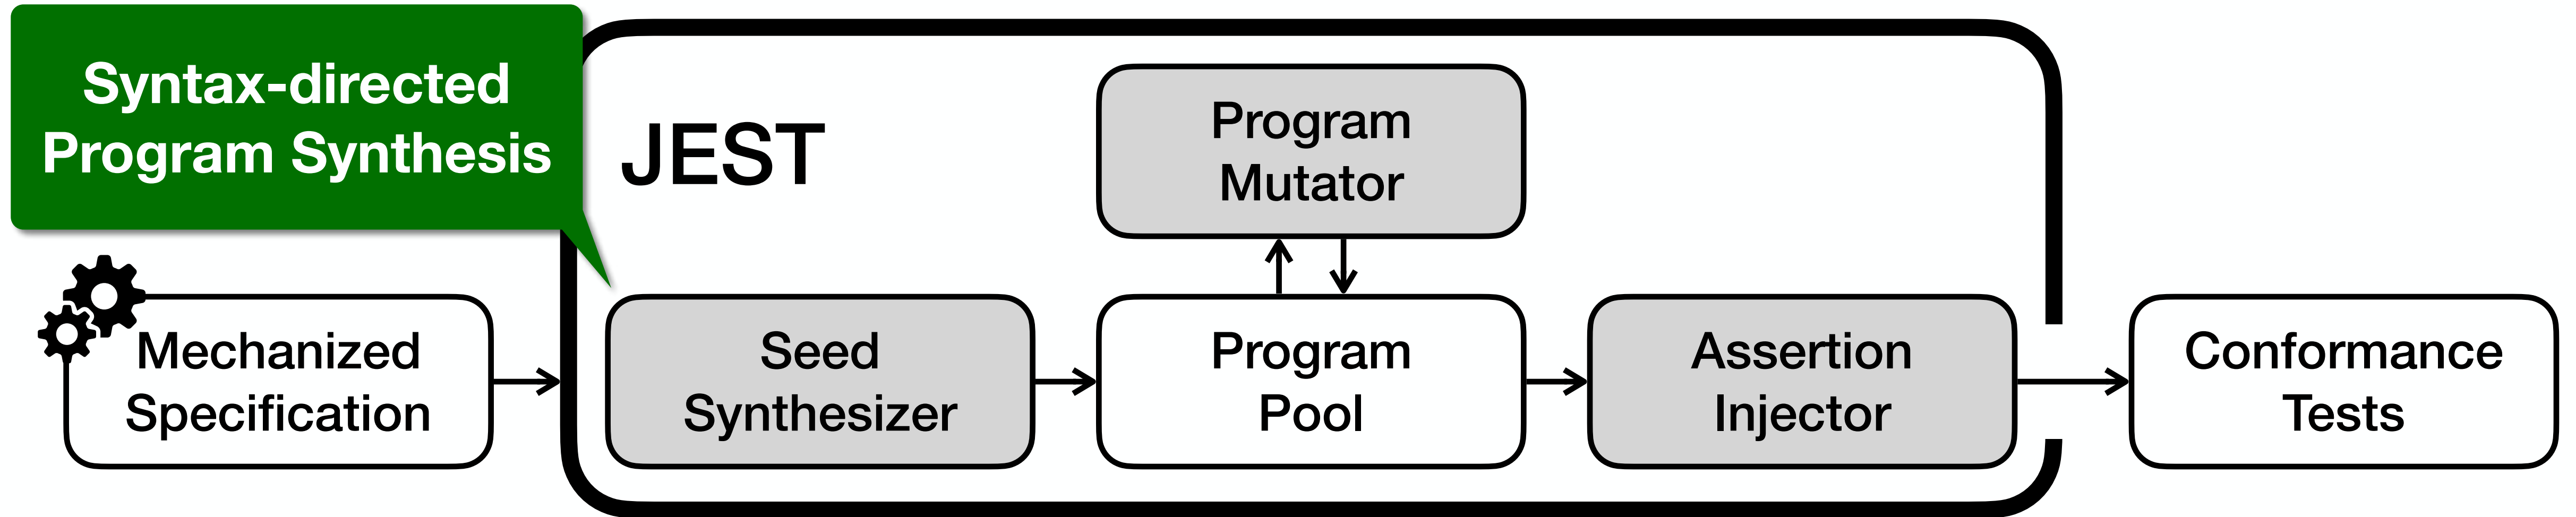 Syntax-directed
Program Synthesis
JEST
Program
Mutator
Mechanized
Specification
Seed
Synthesizer
Program
Pool
Assertion
Injector
Conformance
Tests